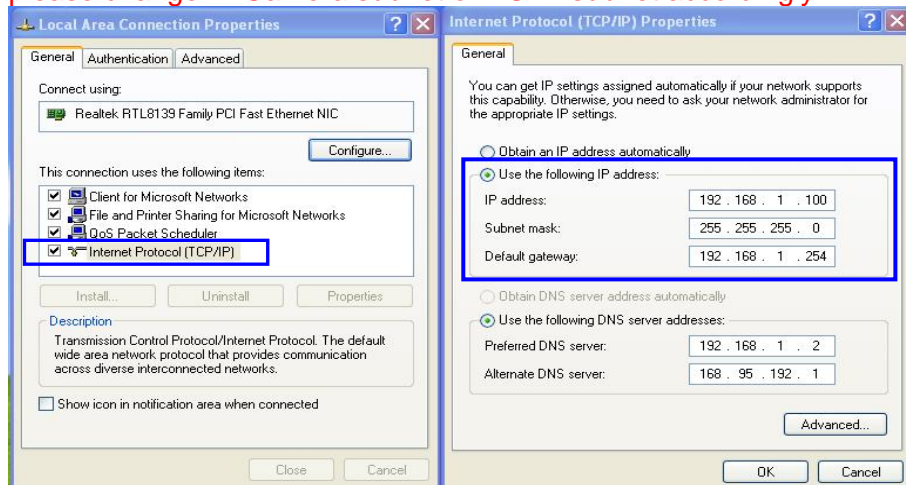 Local Area Connection Properties
General Authentication Advanced
Connect using:
Realtek RTL8139 Family PCI Fast Ethernet NIC
Configure...
This connection uses the following items:
Client for Microsoft Networks
File and Printer Sharing for Microsoft Networks
QoS Packet Scheduler
Internet Protocol (TCP/IP)
Install... Uninstall Properties
Description
Transmission Control Protocol/Internet Protocol. The default
wide area network protocol that provides communication
across diverse interconnected networks.
Show icon in notification area when connected
Close Cancel
Internet Protocol (TCP/IP) Properties
General
You can get IP settings assigned automatically if your network supports
this capability. Otherwise, you need to ask your network administrator for
the appropriate IP settings.
Obtain an IP address automatically
Use the following IP address:
IP address: 192 . 168 . 1 . 100
Subnet mask: 255 . 255 . 255 . 0
Default gateway: 192 . 168 . 1 . 254
Obtain DNS server address automatically
Use the following DNS server addresses:
Preferred DNS server: 192 . 168 . 1 . 2
Alternate DNS server: 168 . 95 . 192 . 1
Advanced...
OK Cancel